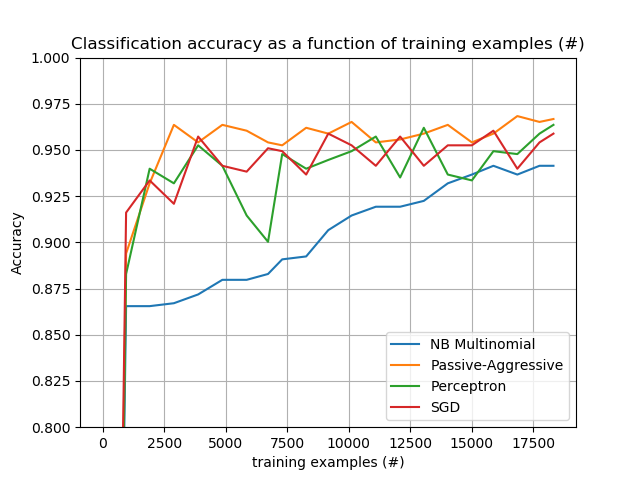 Classification accuracy as a function of training examples (#)
1.000
0.975
0.950
0.925
0.900
0.875
0.850
0.825
0.800
Accuracy
NB Multinomial
Passive-Aggressive
Perceptron
SGD
0 2500 5000 7500 10000 12500 15000 17500
training examples (#)